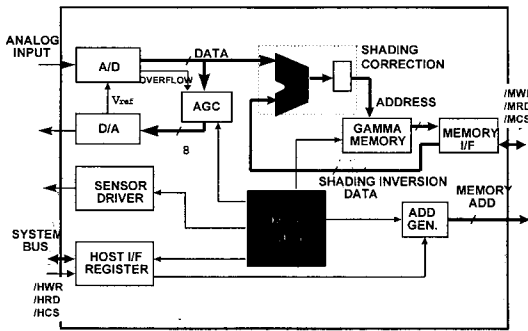 ANALOG
INPUT
A/D
DATA
OVERFLOW
SHADING
CORRECTION
Vref
AGC
ADDRESS
/MWR
/MRD
/MCS
D/A
8
GAMMA
MEMORY
MEMORY
I/F
SHADING INVERSION
DATA
MEMORY
ADD
SENSOR
DRIVER
ADD
GEN.
SYSTEM
BUS
HOST I/F
REGISTER
/HWR
/HRD
/HCS